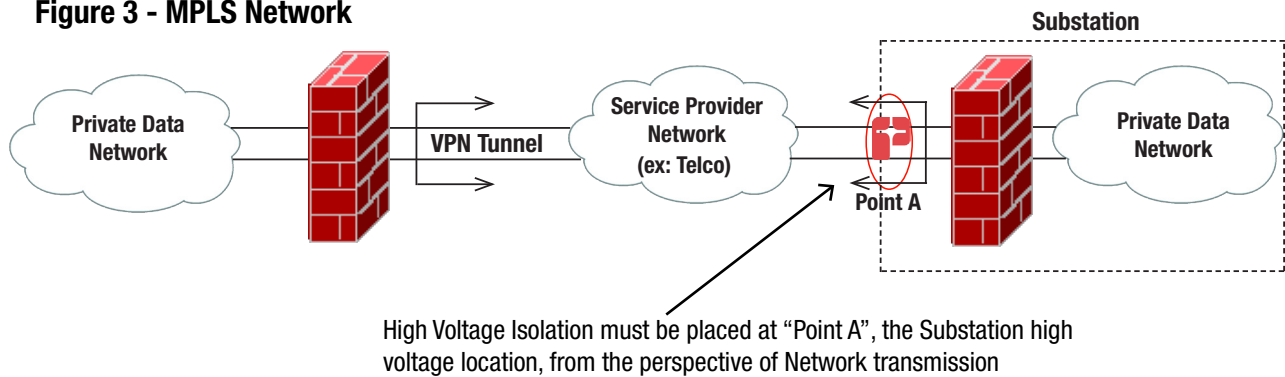 Figure 3 - MPLS Network
Substation
Private Data
Network
VPN Tunnel
Service Provider
Network
(ex: Telco)
Point A
Private Data
Network
High Voltage Isolation must be placed at “Point A”, the Substation high
voltage location, from the perspective of Network transmission